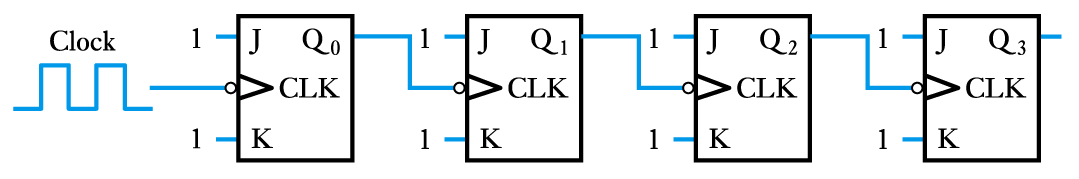 Clock
1 J Q0 1 J Q1 1 J Q2 1 J Q3
CLK CLK CLK CLK
1 K 1 K 1 K 1 K